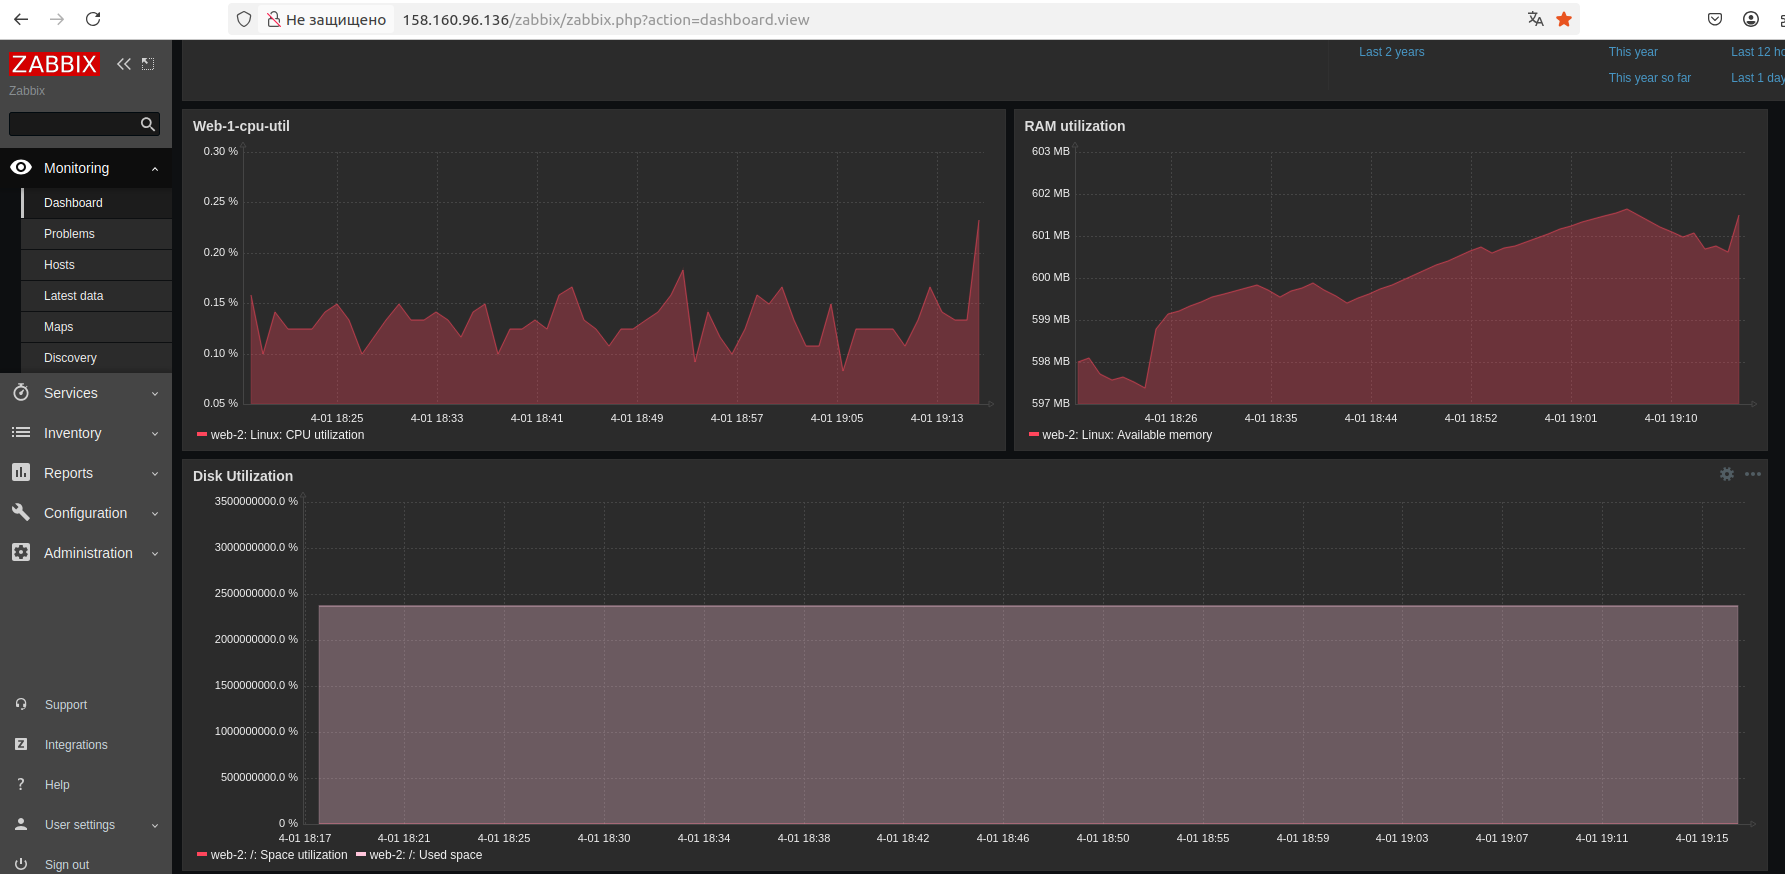 Не защищено 158.160.96.136/zabbix/zabbix.php?action=dashboard.view
ZABBIX
Zabbix
Monitoring
Dashboard
Problems
Hosts
Latest data
Maps
Discovery
Services
Inventory
Reports
Configuration
Administration
Support
Integrations
Help
User settings
Sign out
Last 2 years This year Last 12 ho
This year so far Last 1 day
Web-1-cpu-util
0.30 %
0.25 %
0.20 %
0.15 %
0.10 %
0.05 %
4-01 18:25 4-01 18:33 4-01 18:41 4-01 18:49 4-01 18:57 4-01 19:05 4-01 19:13
web-2: Linux: CPU utilization
RAM utilization
603 MB
602 MB
601 MB
600 MB
599 MB
598 MB
597 MB
4-01 18:26 4-01 18:35 4-01 18:44 4-01 18:52 4-01 19:01 4-01 19:10
web-2: Linux: Available memory
Disk Utilization
3500000000.0 %
3000000000.0 %
2500000000.0 %
2000000000.0 %
1500000000.0 %
1000000000.0 %
500000000.0 %
0 %
4-01 18:17 4-01 18:21 4-01 18:25 4-01 18:30 4-01 18:34 4-01 18:38 4-01 18:42 4-01 18:46 4-01 18:50 4-01 18:55 4-01 18:59 4-01 19:03 4-01 19:07 4-01 19:11 4-01 19:15
web-2: /: Space utilization web-2: /: Used space